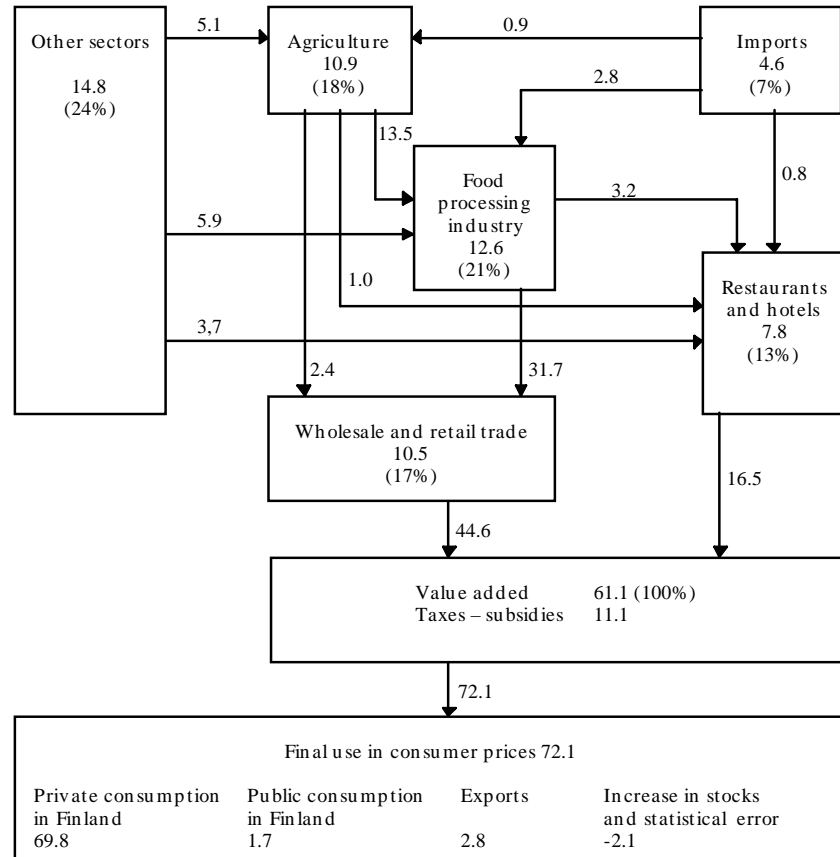 Other sectors
14.8
(24%)
5.1
Agriculture
10.9
(18%)
0.9
Imports
4.6
(7%)
2.8
13.5
0.8
Food
processing
industry
12.6
(21%)
3.2
5.9
1.0
Restaurants
and hotels
7.8
(13%)
3,7
2.4
31.7
Wholesale and retail trade
10.5
(17%)
16.5
44.6
Value added 61.1 (100%)
Taxes – subsidies 11.1
72.1
Final use in consumer prices 72.1
Private consumption
in Finland
69.8
Public consumption
in Finland
1.7
Exports
2.8
Increase in stocks
and statistical error
-2.1